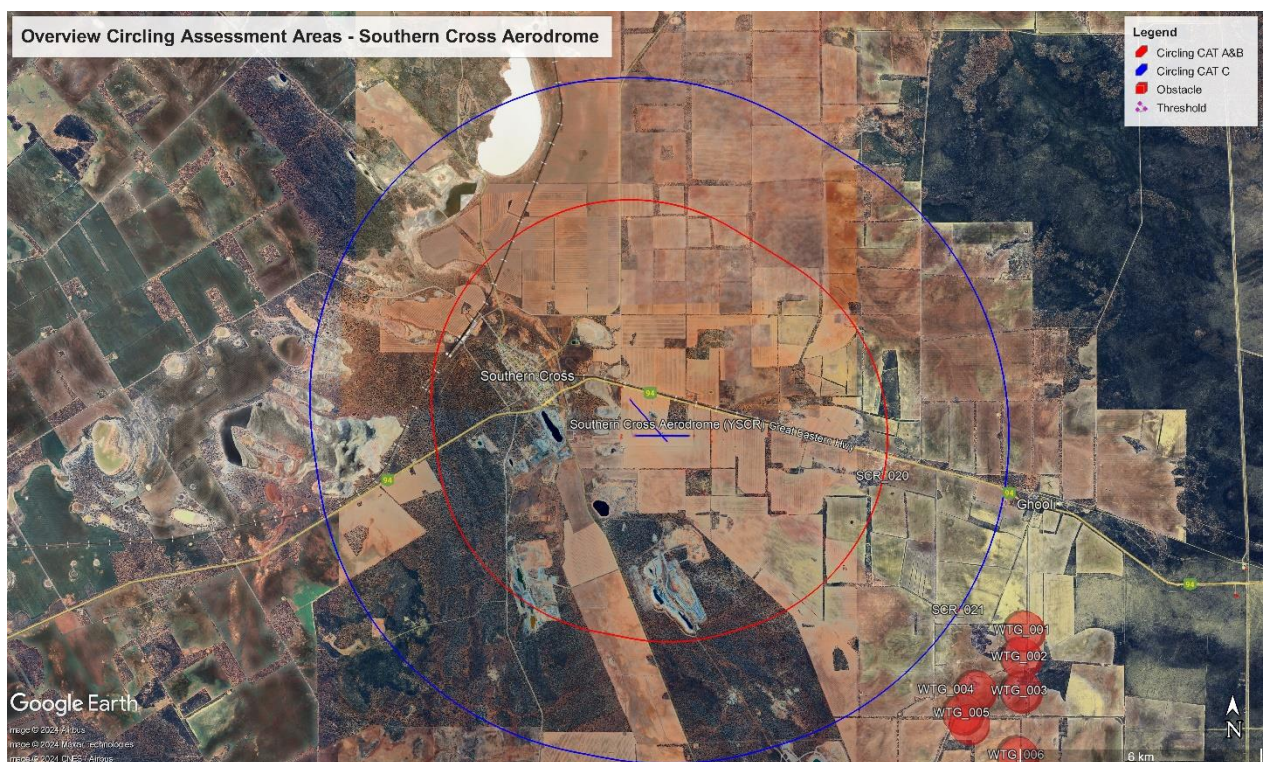 Overview Circling Assessment Areas - Southern Cross Aerodrome
Legend
Circling CAT A&B
Circling CAT C
Obstacle
Threshold
Southern Cross
94
Southern Cross Aerodrome (YSCR)
Great Eastern Hwy
SCR_020
94
94
Ghooli
94
SCR_021
WTG_001
WTG_002
WTG_004
WTG_003
WTG_005
WTG_006
Google Earth
Image © 2024 Airbus
Image © 2024 Maxar Technologies
Image © 2024 CNES / Airbus
N
6 km